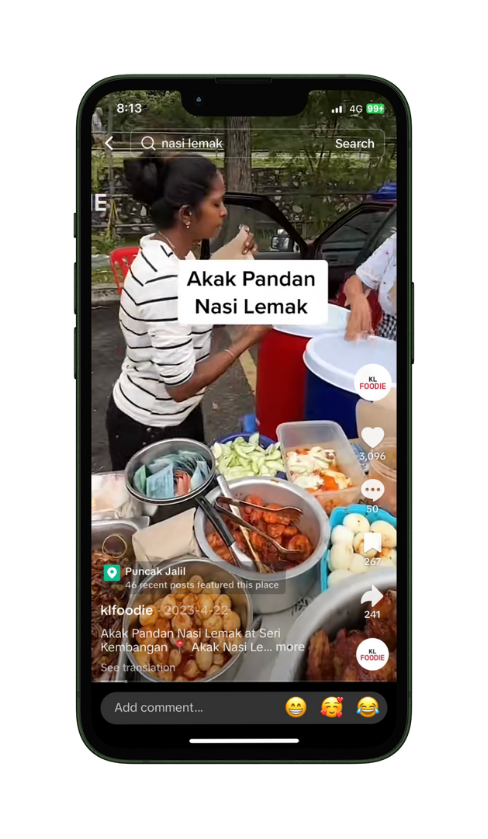 8:13
4G
99+
nasi lemak
Search
E
Akak Pandan
Nasi Lemak
KL
FOODIE
3,096
50
267
241
Puncak Jalil
46 recent posts featured this place
klfoodie · 2023-4-22
Akak Pandan Nasi Lemak at Seri
Kembangan 📍 Akak Nasi Le... more
See translation
KL
FOODIE
Add comment...